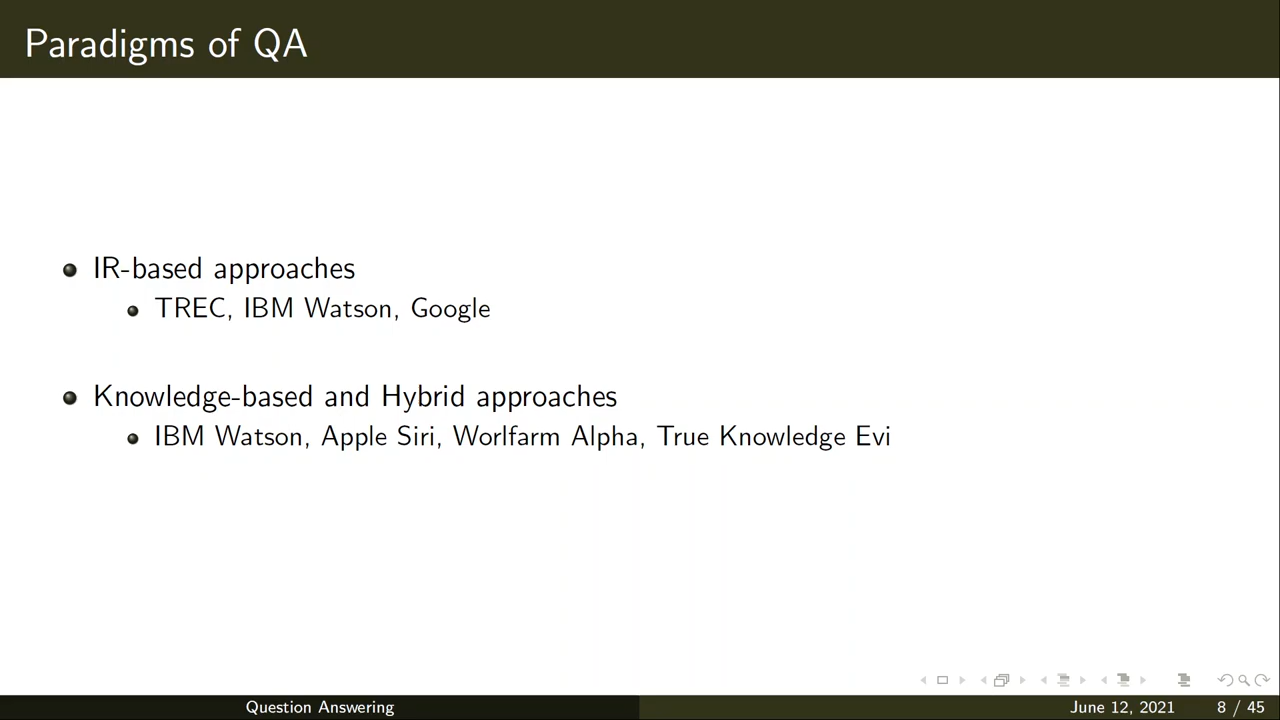 Paradigms of QA
IR-based approaches
TREC, IBM Watson, Google
Knowledge-based and Hybrid approaches
IBM Watson, Apple Siri, Worlfarm Alpha, True Knowledge Evi
Question Answering
June 12, 2021
8 / 45